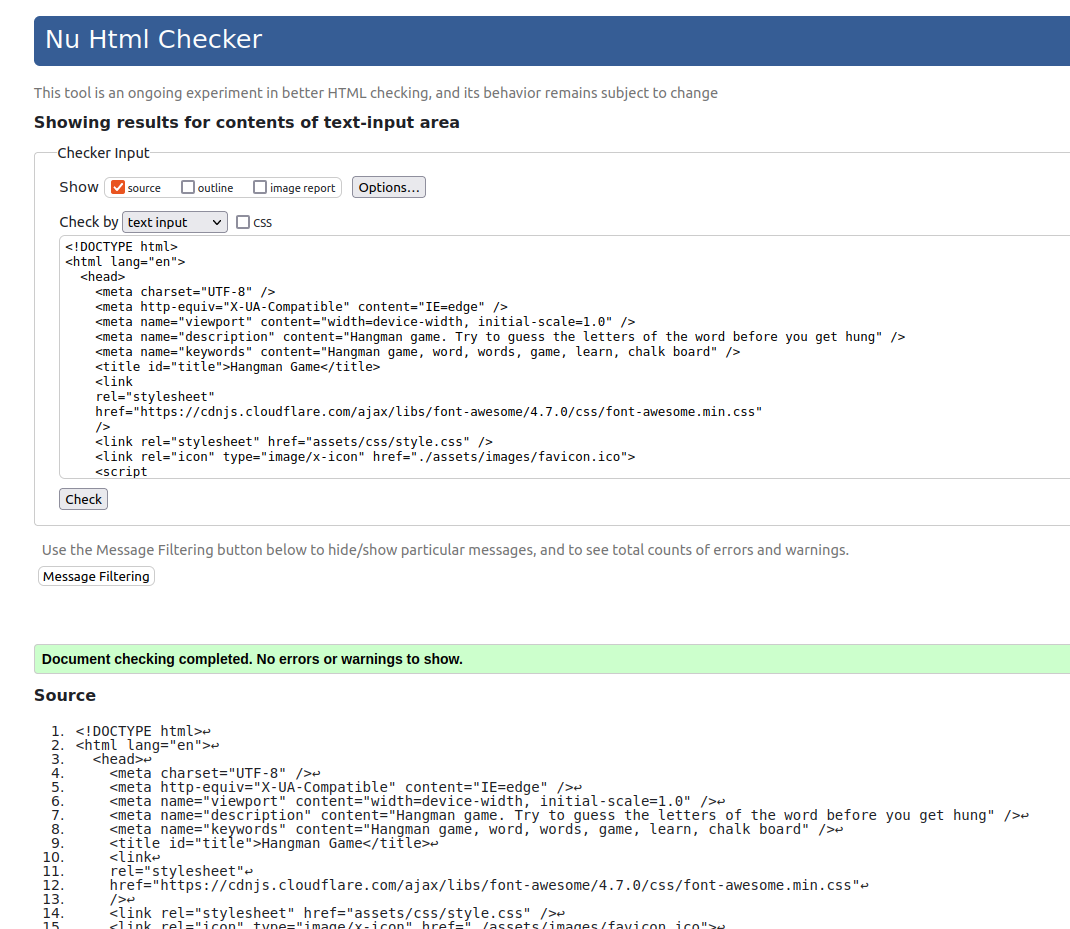 Nu Html Checker
This tool is an ongoing experiment in better HTML checking, and its behavior remains subject to change
Showing results for contents of text-input area
Checker Input
Show source outline image report Options...
Check by text input CSS
<!DOCTYPE html>
<html lang="en">
  <head>
    <meta charset="UTF-8" />
    <meta http-equiv="X-UA-Compatible" content="IE=edge" />
    <meta name="viewport" content="width=device-width, initial-scale=1.0" />
    <meta name="description" content="Hangman game. Try to guess the letters of the word before you get hung" />
    <meta name="keywords" content="Hangman game, word, words, game, learn, chalk board" />
    <title id="title">Hangman Game</title>
    <link
    rel="stylesheet"
    href="https://cdnjs.cloudflare.com/ajax/libs/font-awesome/4.7.0/css/font-awesome.min.css"
    />
    <link rel="stylesheet" href="assets/css/style.css" />
    <link rel="icon" type="image/x-icon" href="./assets/images/favicon.ico">
    <script
Check
Use the Message Filtering button below to hide/show particular messages, and to see total counts of errors and warnings.
Message Filtering
Document checking completed. No errors or warnings to show.
Source
1. <!DOCTYPE html>↩
2. <html lang="en">↩
3.   <head>↩
4.     <meta charset="UTF-8" />↩
5.     <meta http-equiv="X-UA-Compatible" content="IE=edge" />↩
6.     <meta name="viewport" content="width=device-width, initial-scale=1.0" />↩
7.     <meta name="description" content="Hangman game. Try to guess the letters of the word before you get hung" />↩
8.     <meta name="keywords" content="Hangman game, word, words, game, learn, chalk board" />↩
9.     <title id="title">Hangman Game</title>↩
10.     <link↩
11.     rel="stylesheet"↩
12.     href="https://cdnjs.cloudflare.com/ajax/libs/font-awesome/4.7.0/css/font-awesome.min.css"↩
13.     />↩
14.     <link rel="stylesheet" href="assets/css/style.css" />↩
15.     <link rel="icon" type="image/x-icon" href="./assets/images/favicon.ico">↩